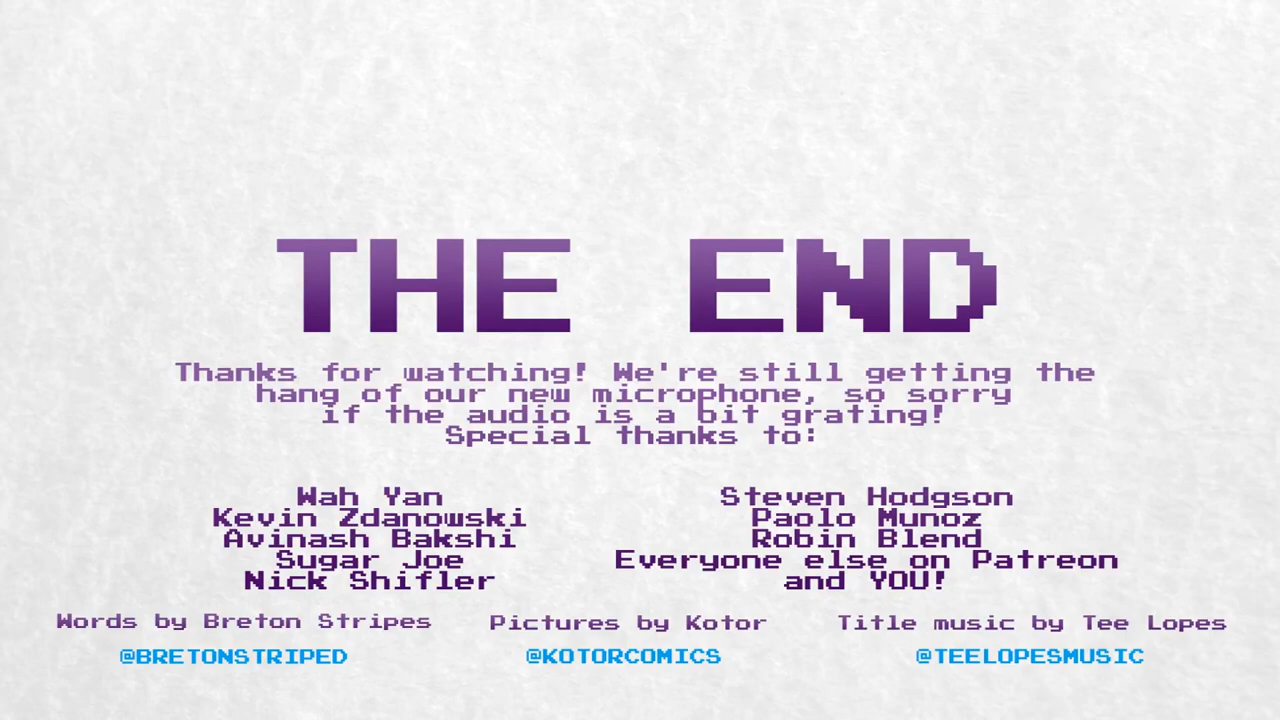 THE END
Thanks for watching! We're still getting the
hang of our new microphone, so sorry
if the audio is a bit grating!
Special thanks to:
Wah Yan
Kevin Zdanowski
Avinash Bakshi
Sugar Joe
Nick Shifler
Steven Hodgson
Paolo Munoz
Robin Blend
Everyone else on Patreon
and YOU!
Words by Breton Stripes
@BRETONSTRIPED
Pictures by Kotor
@KOTORCOMICS
Title music by Tee Lopes
@TEELOPESMUSIC